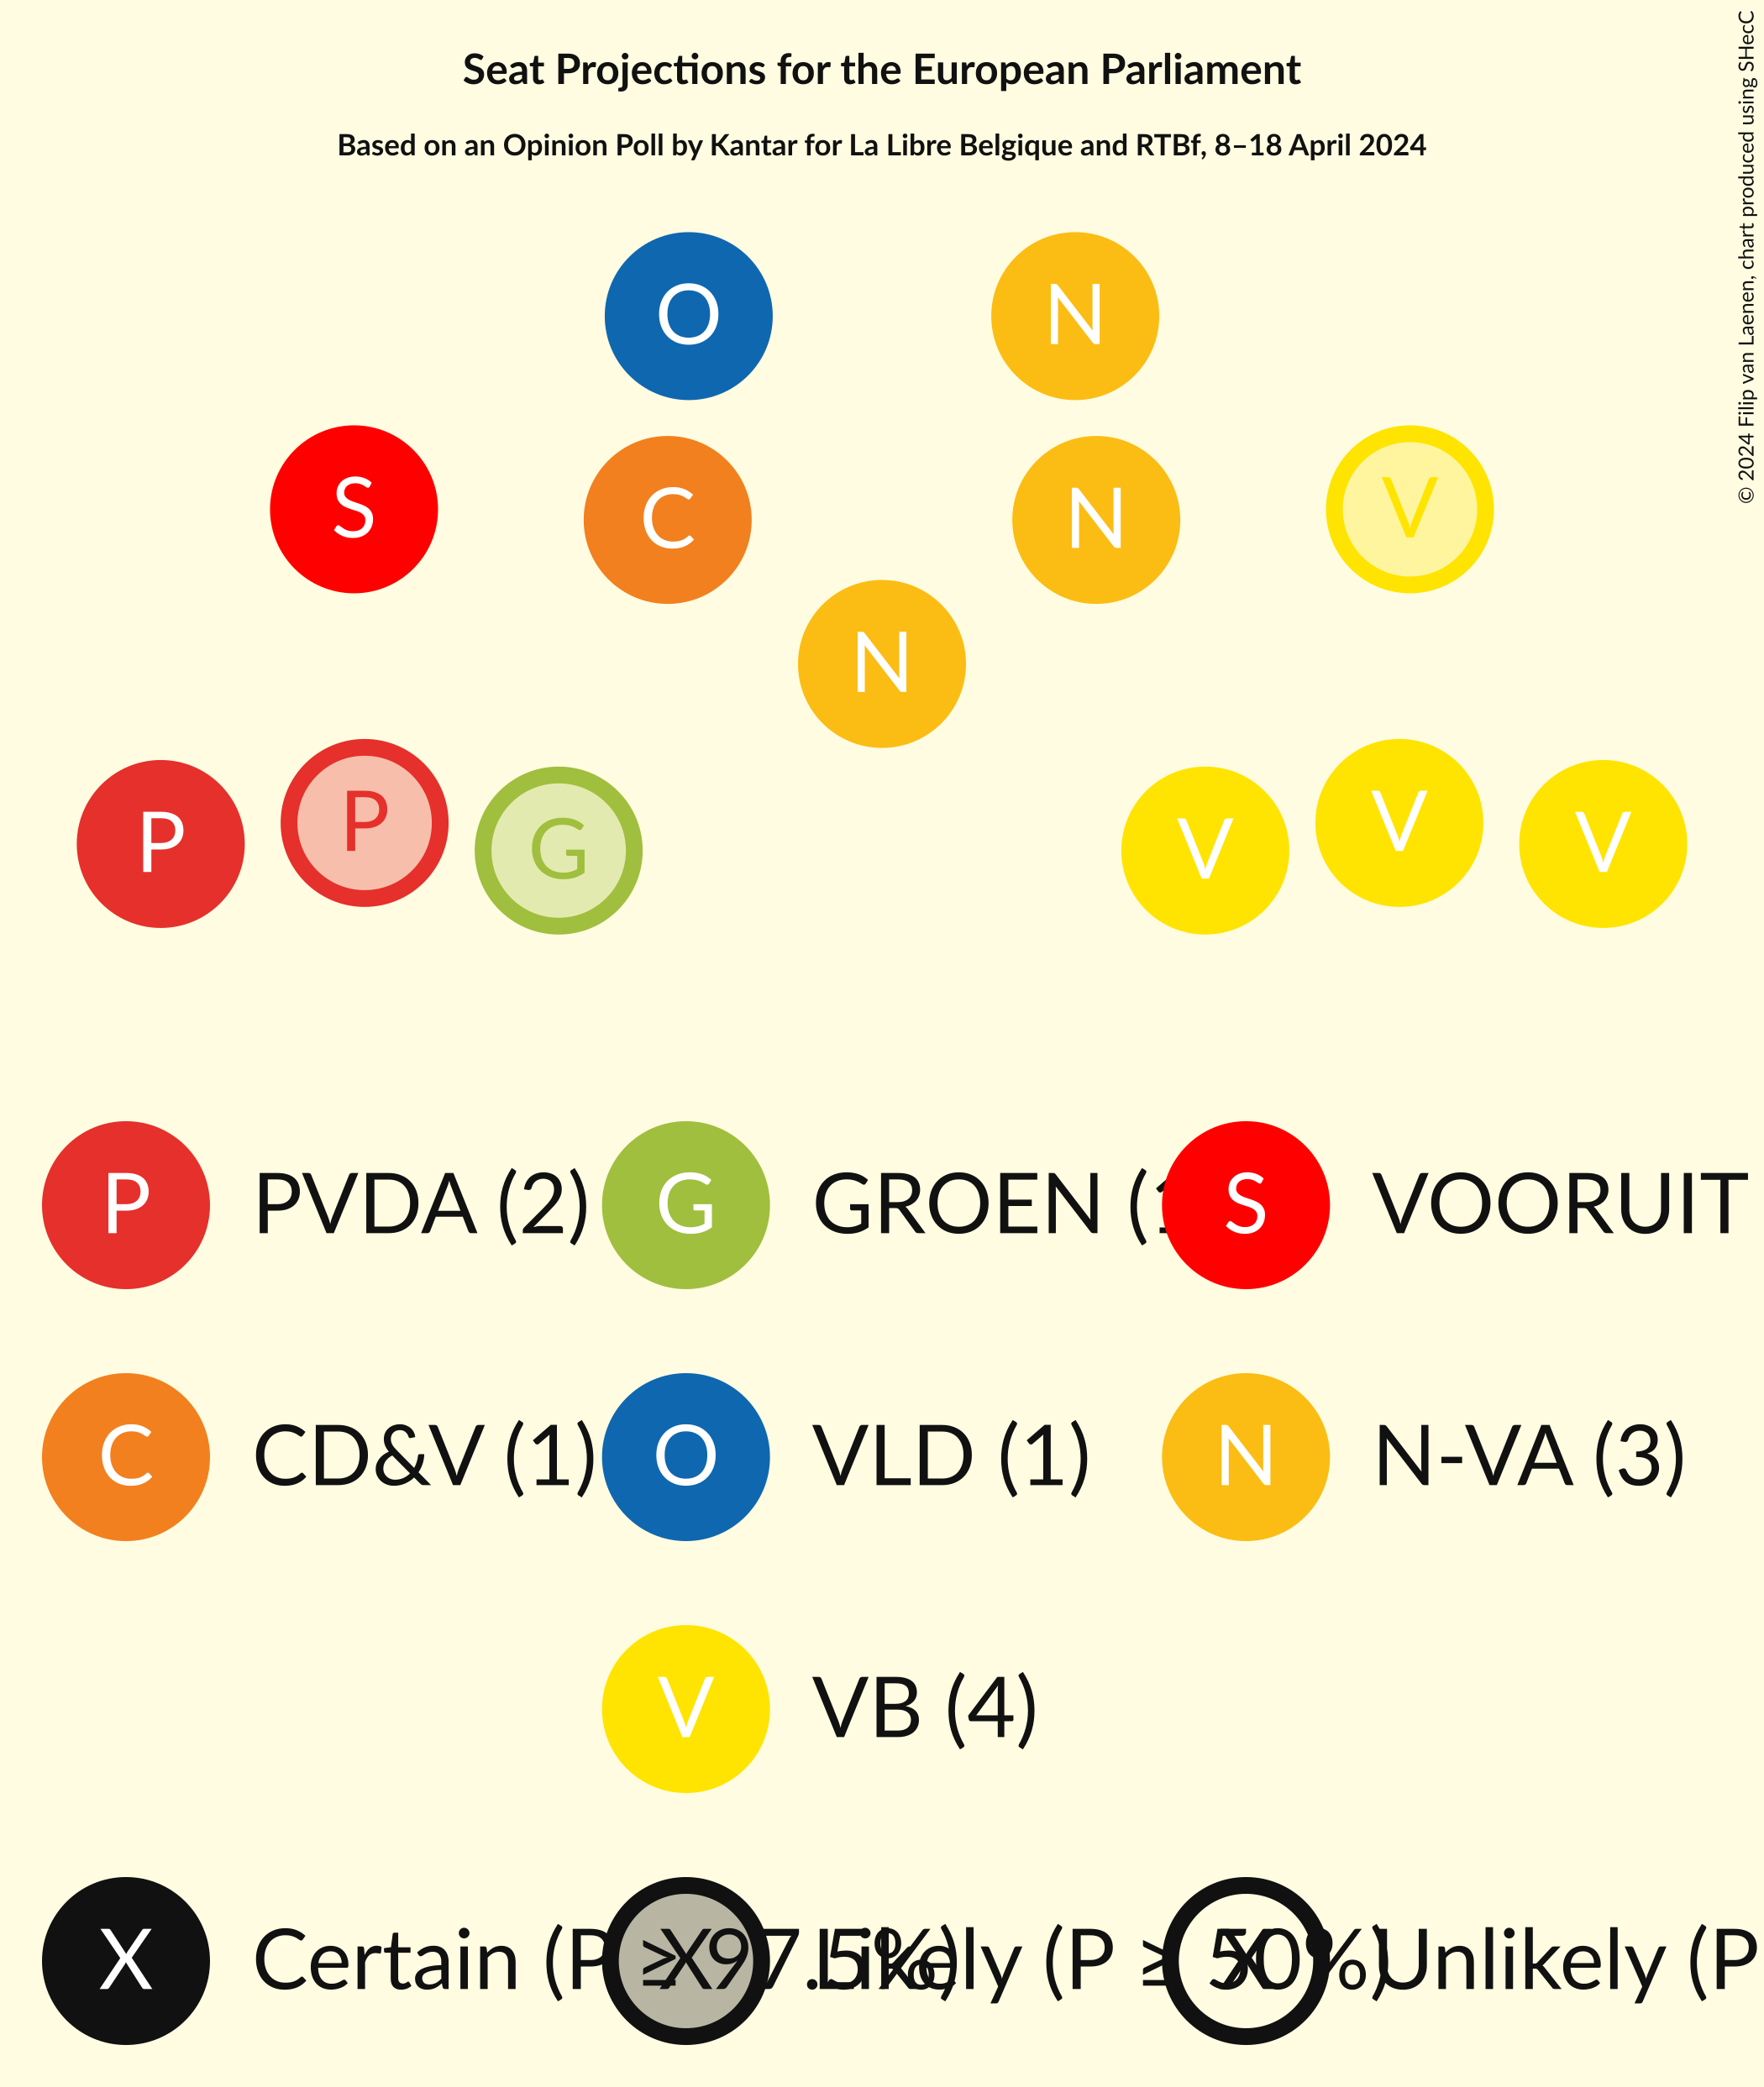 Seat Projections for the European Parliament
Based on an Opinion Poll by Kantar for La Libre Belgique and RTBf, 8–18 April 2024
© 2024 Filip van Laenen, chart produced using SHecC
O N
S C N V
N
P P G V V V
P PVDA (2) G GROEN (1 S VOORUIT
C CD&V (1) O VLD (1) N N-VA (3)
V VB (4)
X Certain (P ≥ 97.5%) X Likely (P ≥ 50%) X Unlikely (P